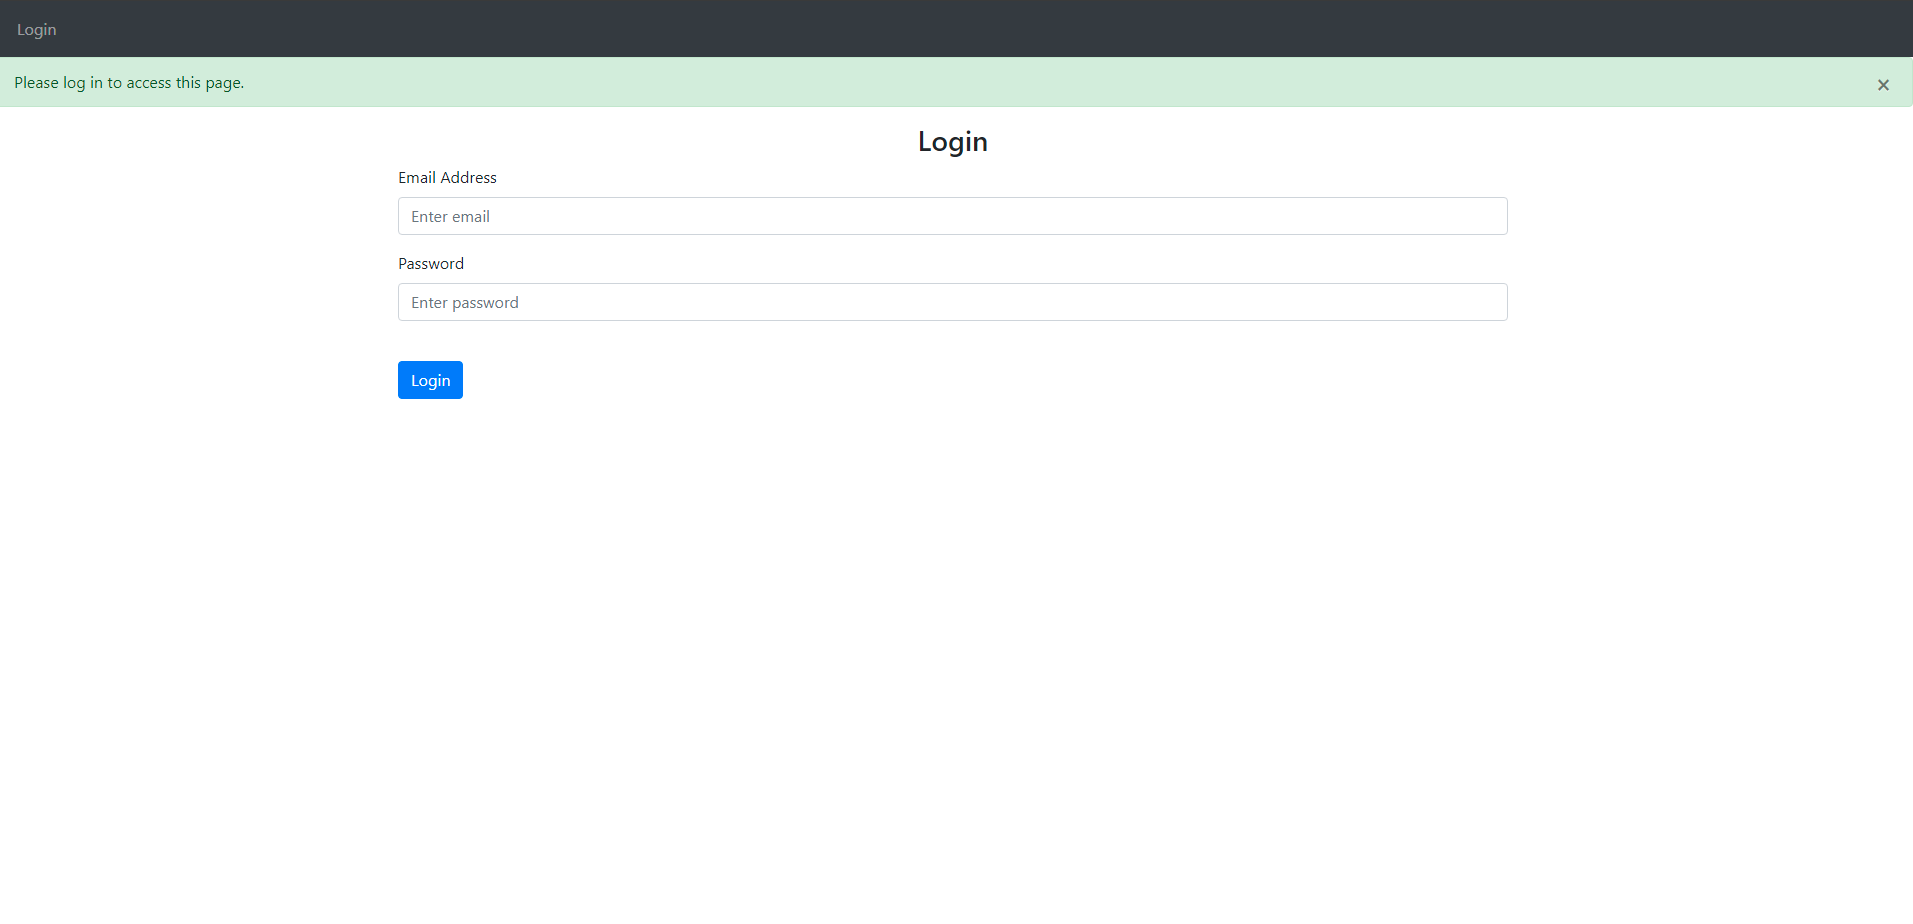 Login
Please log in to access this page.
×
Login
Email Address
Enter email
Password
Enter password
Login